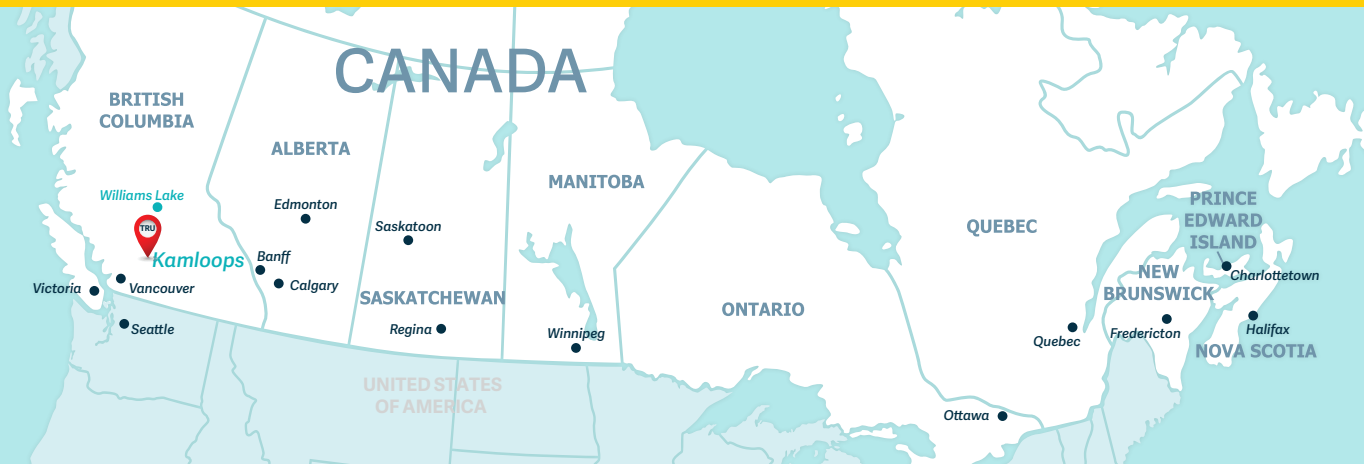 CANADA
BRITISH
COLUMBIA
ALBERTA
MANITOBA
Williams Lake
TRU
Kamloops
Edmonton
Saskatoon
Banff
Calgary
Victoria
Vancouver
Seattle
SASKATCHEWAN
Regina
Winnipeg
UNITED STATES
OF AMERICA
ONTARIO
QUEBEC
PRINCE
EDWARD
ISLAND
Charlottetown
NEW
BRUNSWICK
Fredericton
Quebec
Halifax
NOVA SCOTIA
Ottawa